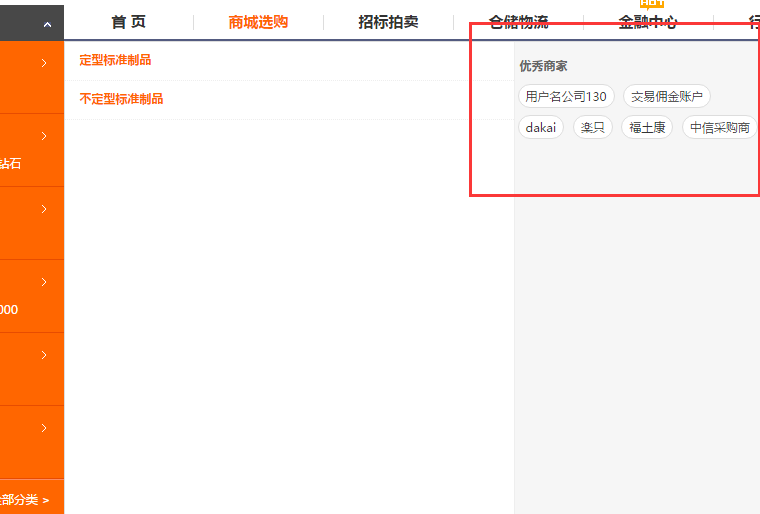 首 页 商城选购 招标拍卖 仓储物流 金融中心 行
定型标准制品
不定型标准制品
优秀商家
用户名公司130 交易佣金账户
dakai 楽只 福土康 中信采购商
钻石
000
全部分类 >